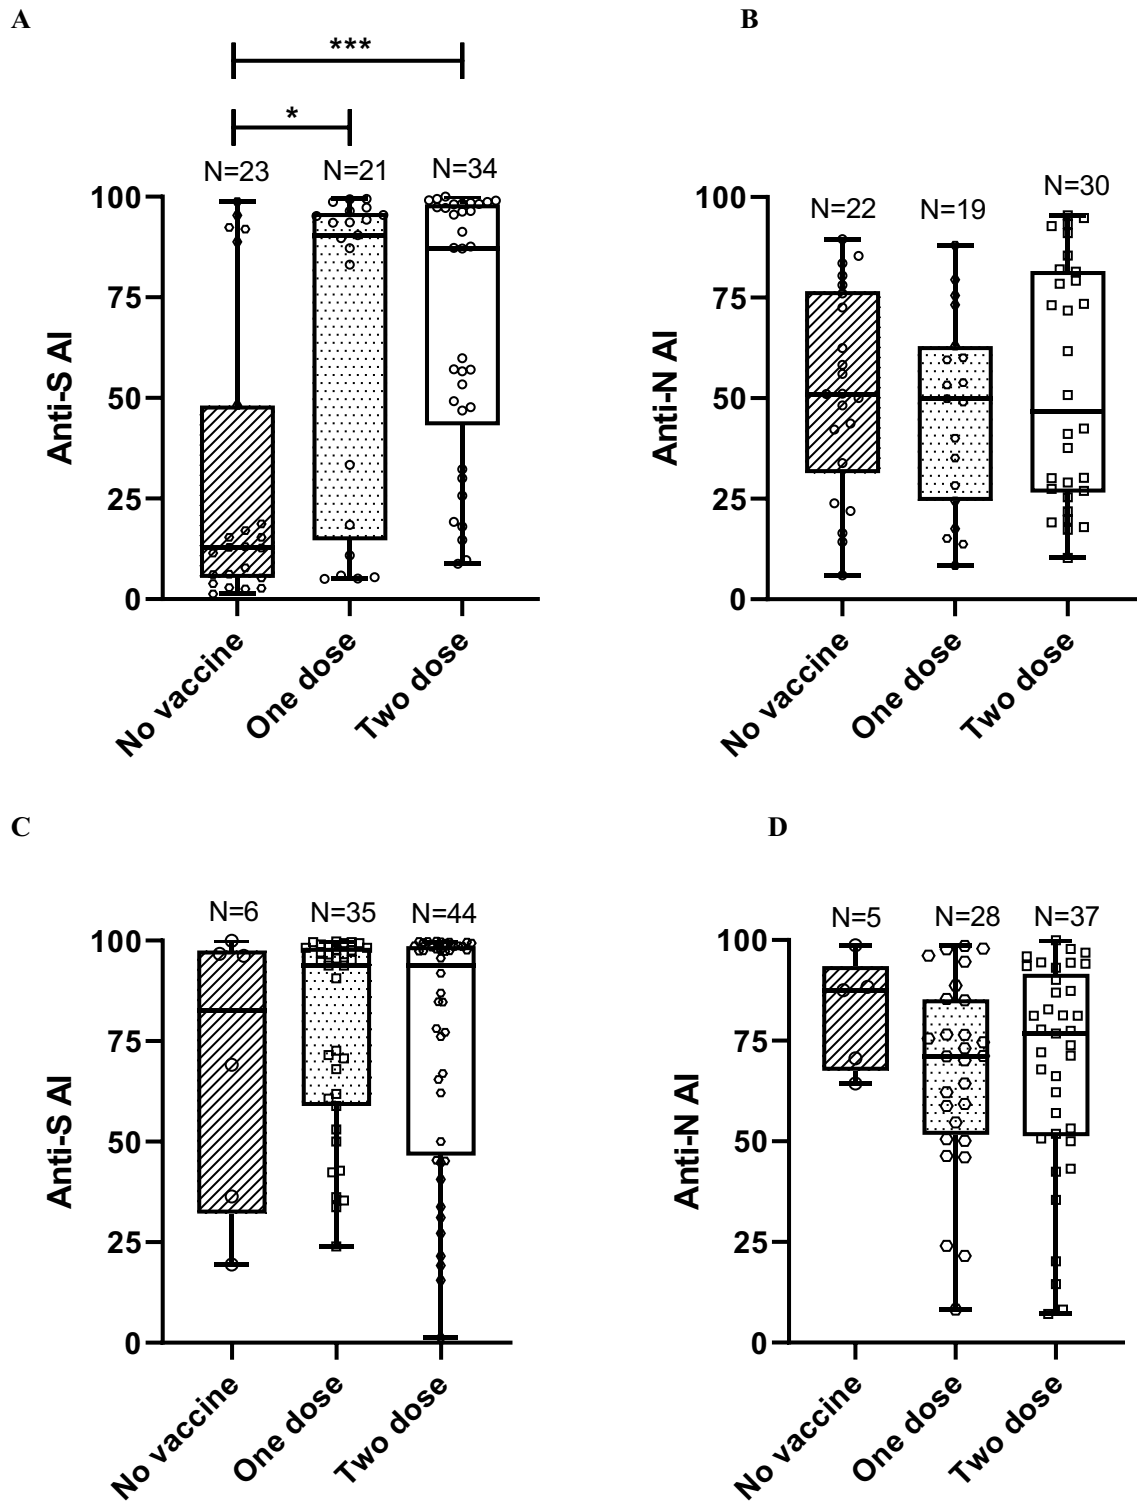 A
***
*
N=23 N=21 N=34
100
75
50
25
0
Anti-S AI
No vaccine
One dose
Two dose
B
N=22 N=19 N=30
100
75
50
25
0
Anti-N AI
No vaccine
One dose
Two dose
C
N=6 N=35 N=44
100
75
50
25
0
Anti-S AI
No vaccine
One dose
Two dose
D
N=5 N=28 N=37
100
75
50
25
0
Anti-N AI
No vaccine
One dose
Two dose